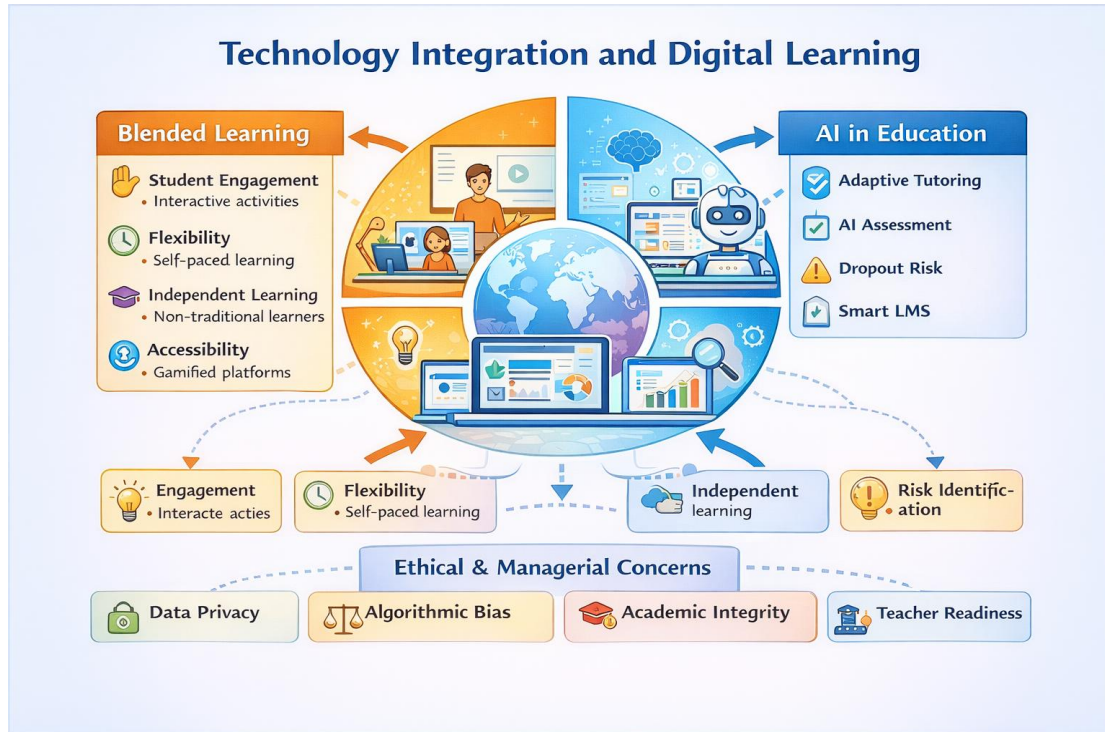 Technology Integration and Digital Learning
Blended Learning
Student Engagement
• Interactive activities
Flexibility
• Self-paced learning
Independent Learning
• Non-traditional learners
Accessibility
• Gamified platforms
AI in Education
Adaptive Tutoring
AI Assessment
Dropout Risk
Smart LMS
Engagement
• Interacte acties
Flexibility
• Self-paced learning
Independent
learning
Risk Identific-
• ation
Ethical & Managerial Concerns
Data Privacy
Algorithmic Bias
Academic Integrity
Teacher Readiness